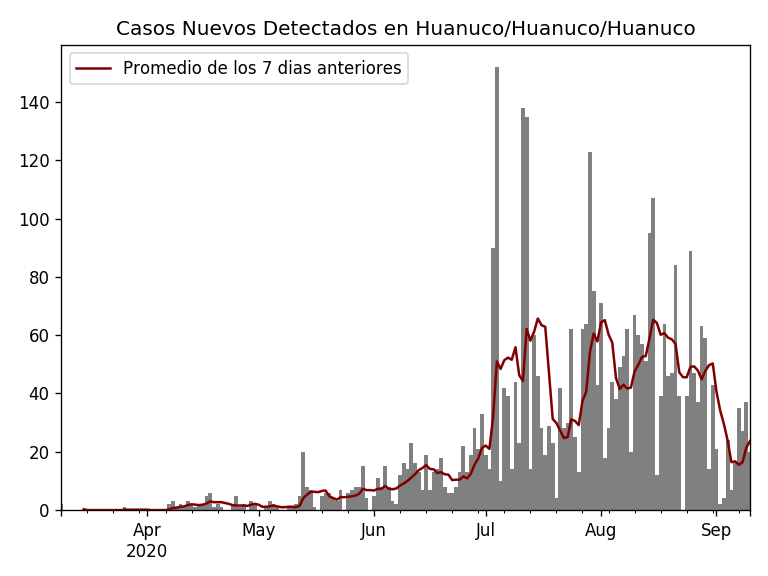 Casos Nuevos Detectados en Huanuco/Huanuco/Huanuco
Promedio de los 7 dias anteriores
140
120
100
80
60
40
20
0
Apr
2020
May
Jun
Jul
Aug
Sep